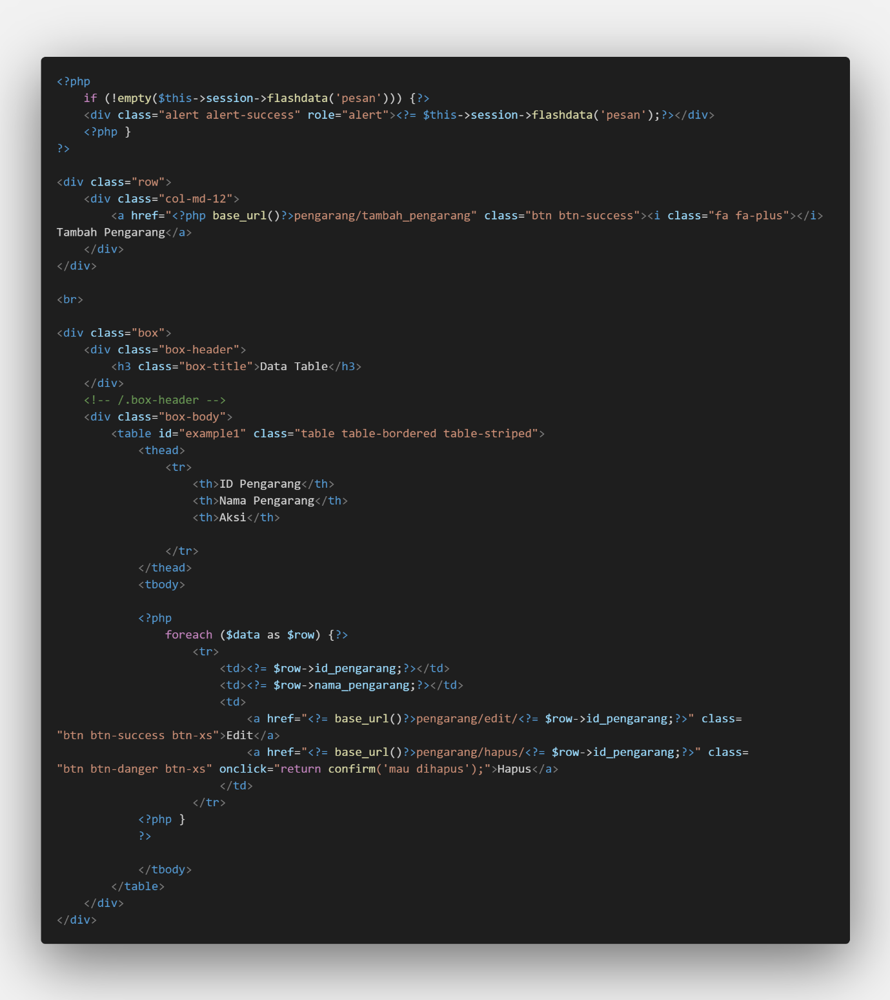 <?php
    if (!empty($this->session->flashdata('pesan'))) {?>
    <div class="alert alert-success" role="alert"><?= $this->session->flashdata('pesan');?></div>
    <?php }
?>

<div class="row">
    <div class="col-md-12">
        <a href="<?php base_url()?>pengarang/tambah_pengarang" class="btn btn-success"><i class="fa fa-plus"></i>
Tambah Pengarang</a>
    </div>
</div>

<br>

<div class="box">
    <div class="box-header">
        <h3 class="box-title">Data Table</h3>
    </div>
    <!-- /.box-header -->
    <div class="box-body">
        <table id="example1" class="table table-bordered table-striped">
            <thead>
                <tr>
                    <th>ID Pengarang</th>
                    <th>Nama Pengarang</th>
                    <th>Aksi</th>

                </tr>
            </thead>
            <tbody>

            <?php
                foreach ($data as $row) {?>
                    <tr>
                        <td><?= $row->id_pengarang;?></td>
                        <td><?= $row->nama_pengarang;?></td>
                        <td>
                            <a href="<?= base_url()?>pengarang/edit/<?= $row->id_pengarang;?>" class=
"btn btn-success btn-xs">Edit</a>
                            <a href="<?= base_url()?>pengarang/hapus/<?= $row->id_pengarang;?>" class=
"btn btn-danger btn-xs" onclick="return confirm('mau dihapus');">Hapus</a>
                        </td>
                    </tr>
            <?php }
            ?>

            </tbody>
        </table>
    </div>
</div>